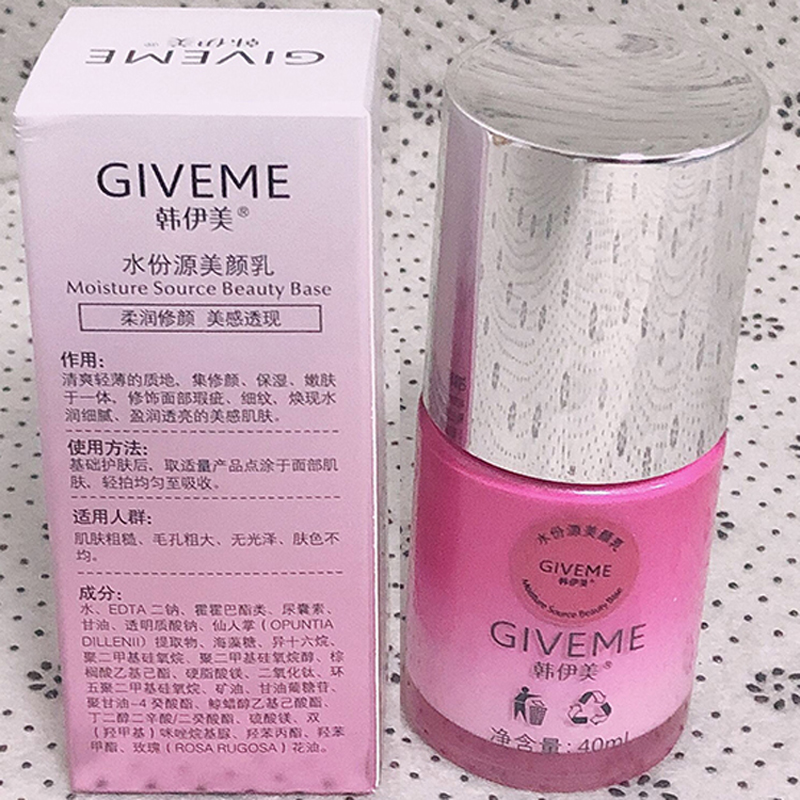 GIVEME
韩伊美®
GIVEME
韩伊美®
水份源美颜乳
Moisture Source Beauty Base
柔润修颜 美感透现
作用:
清爽轻薄的质地、集修颜、保湿、嫩肤
于一体、修饰面部瑕疵、细纹、焕现水
润细腻、盈润透亮的美感肌肤。
使用方法:
基础护肤后、取适量产品点涂于面部肌
肤、轻拍均匀至吸收。
适用人群:
肌肤粗糙、毛孔粗大、无光泽、肤色不
均。
成分:
水、EDTA 二钠、霍霍巴酯类、尿囊素、
甘油、透明质酸钠、仙人掌（OPUNTIA
DILLENII）提取物、海藻糖、异十六烷、
聚二甲基硅氧烷、聚二甲基硅氧烷醇、棕
榈酸乙基己酯、硬脂酸镁、二氧化钛、环
五聚二甲基硅氧烷、矿油、甘油葡糖苷、
聚甘油-4 癸酸酯、鲸蜡醇乙基己酸酯、
丁二醇二辛酸/二癸酸酯、硫酸镁、双
（羟甲基）咪唑烷基脲、羟苯丙酯、羟苯
甲酯、玫瑰（ROSA RUGOSA）花油。
水份源美颜乳
GIVEME
韩伊美®
Moisture Source Beauty Base
GIVEME
韩伊美®
净含量: 40ml